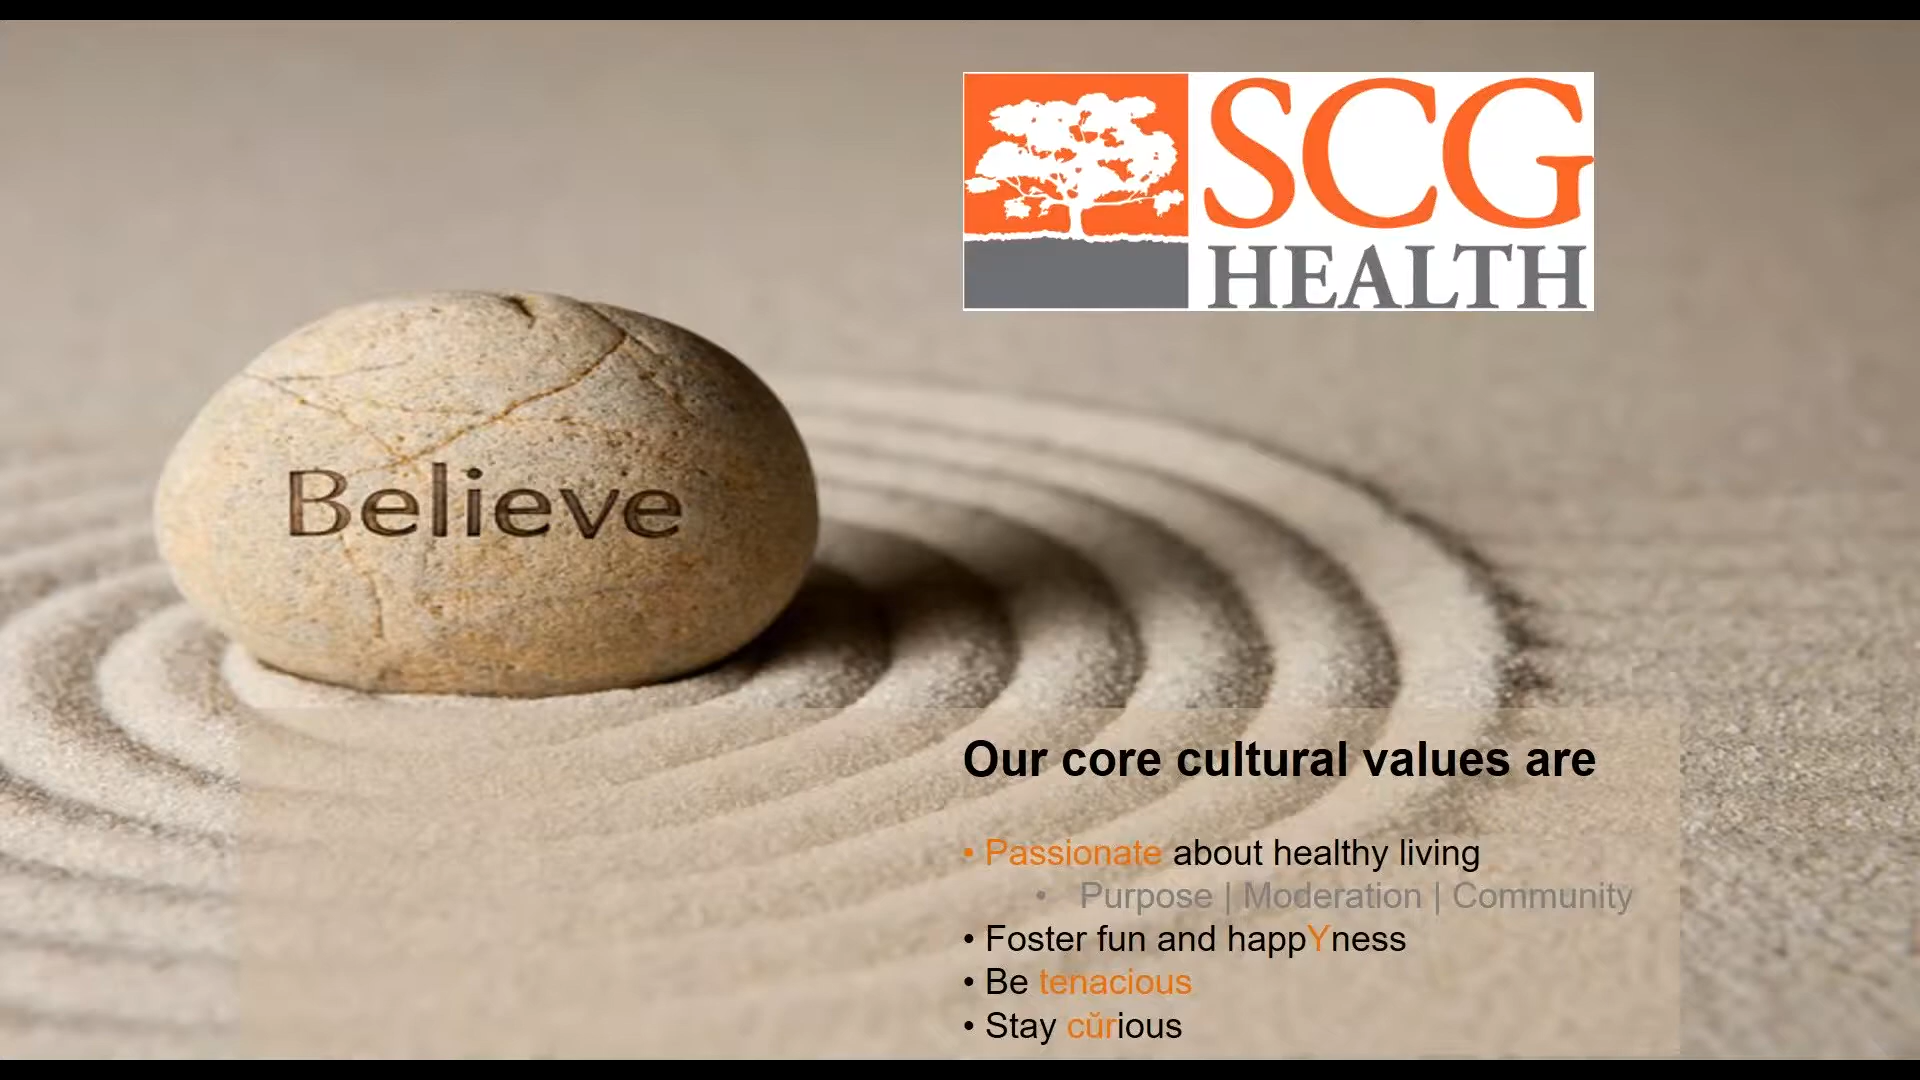 SCG
HEALTH
Believe
Our core cultural values are
• Passionate about healthy living
• Purpose | Moderation | Community
• Foster fun and happYness
• Be tenacious
• Stay cŭrious